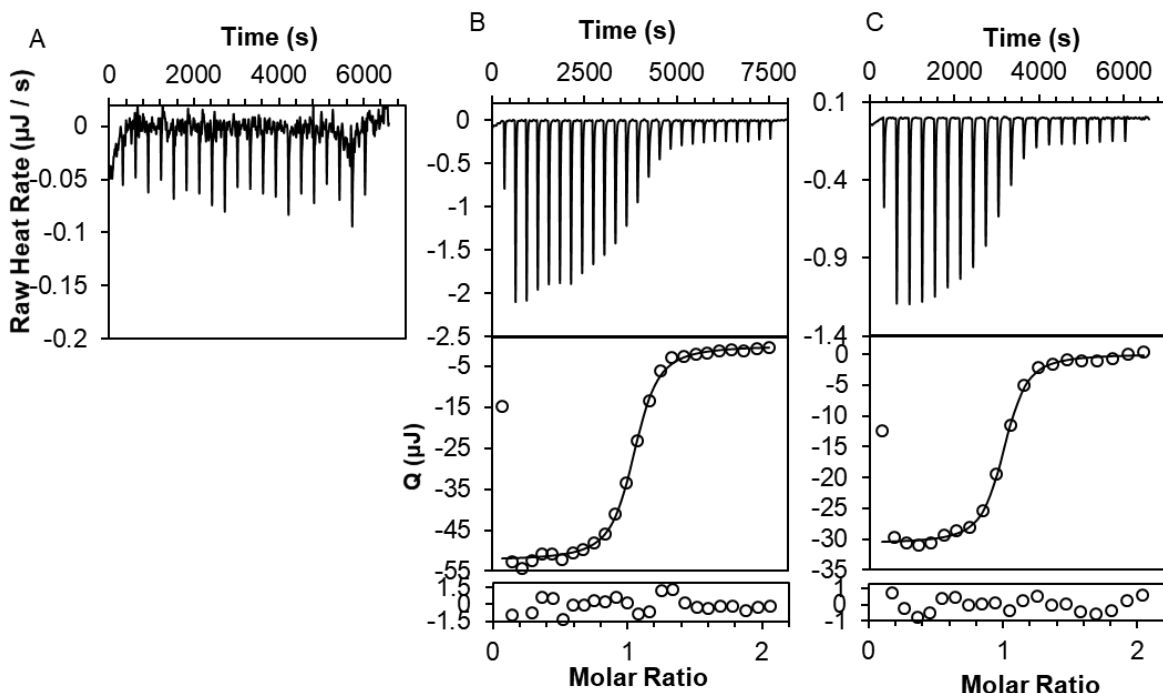 A
Time (s)
0 2000 4000 6000
Raw Heat Rate (µJ / s)
0
-0.05
-0.1
-0.15
-0.2
B
Time (s)
0 2500 5000 7500
0
-0.5
-1
-1.5
-2
-2.5
Q (µJ)
-5
-15
-25
-35
-45
-55
1.5
0
-1.5
0 1 2
Molar Ratio
C
Time (s)
0 2000 4000 6000
0.1
-0.4
-0.9
-1.4
0
-5
-10
-15
-20
-25
-30
-35
1
0
-1
0 1 2
Molar Ratio